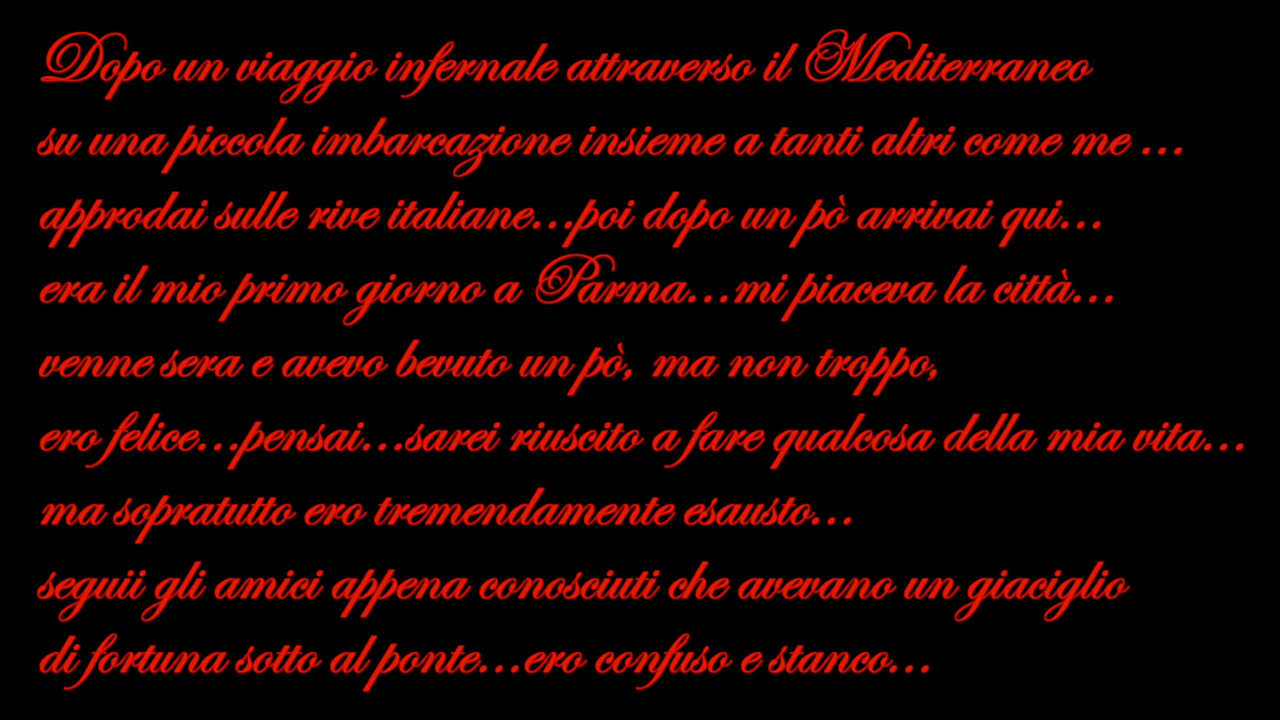 Dopo un viaggio infernale attraverso il Mediterraneo
su una piccola imbarcazione insieme a tanti altri come me ...
approdai sulle rive italiane...poi dopo un pò arrivai qui...
era il mio primo giorno a Parma...mi piaceva la città...
venne sera e avevo bevuto un pò, ma non troppo,
ero felice...pensai...sarei riuscito a fare qualcosa della mia vita...
ma sopratutto ero tremendamente esausto...
seguii gli amici appena conosciuti che avevano un giaciglio
di fortuna sotto al ponte...ero confuso e stanco...